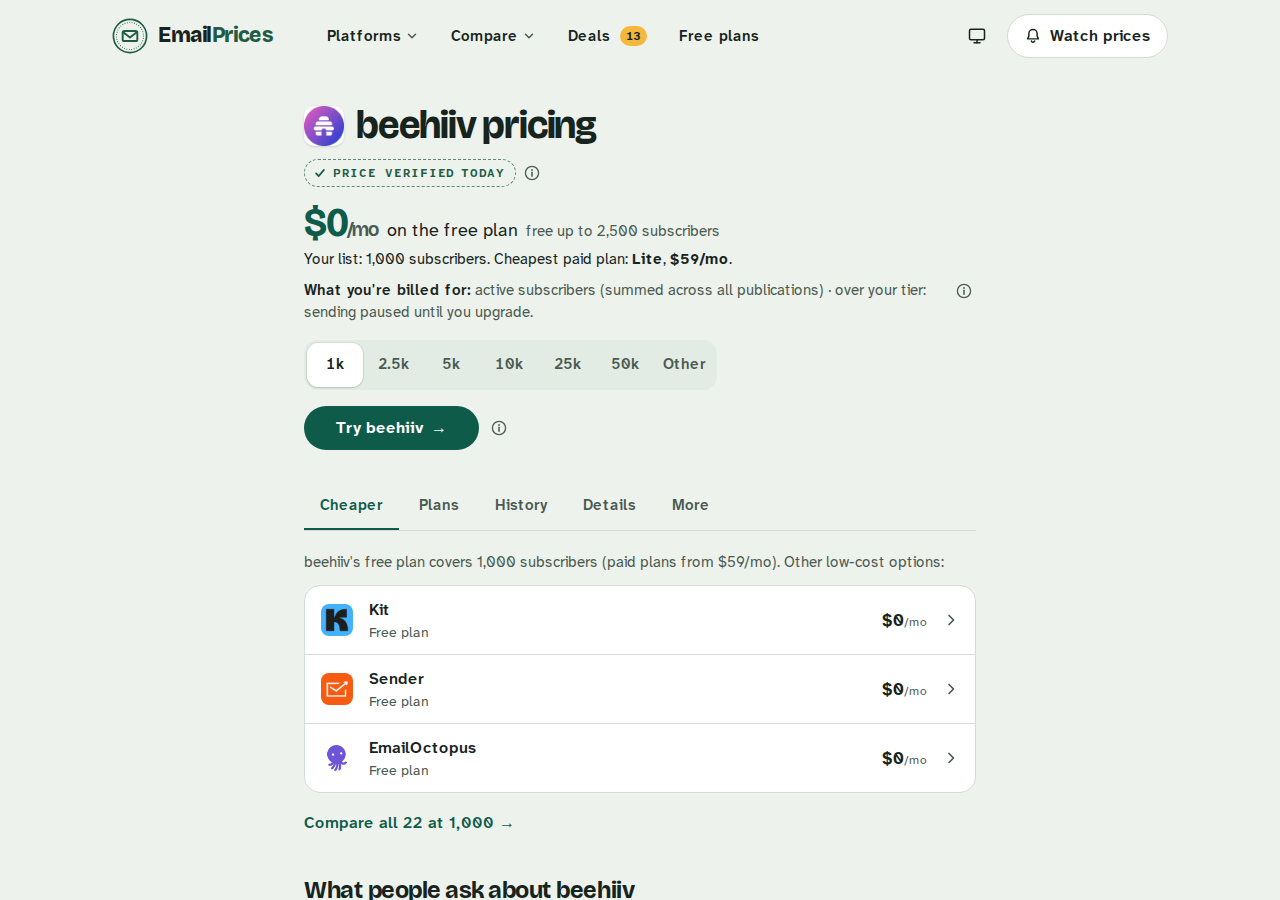 EmailPrices
Platforms
Compare
Deals 13
Free plans
Watch prices
beehiiv pricing
PRICE VERIFIED TODAY
$0/mo on the free plan free up to 2,500 subscribers
Your list: 1,000 subscribers. Cheapest paid plan: Lite, $59/mo.
What you're billed for: active subscribers (summed across all publications) · over your tier:
sending paused until you upgrade.
1k 2.5k 5k 10k 25k 50k Other
Try beehiiv →
Cheaper Plans History Details More
beehiiv's free plan covers 1,000 subscribers (paid plans from $59/mo). Other low-cost options:
Kit
Free plan
$0/mo
Sender
Free plan
$0/mo
EmailOctopus
Free plan
$0/mo
Compare all 22 at 1,000 →
What people ask about beehiiv